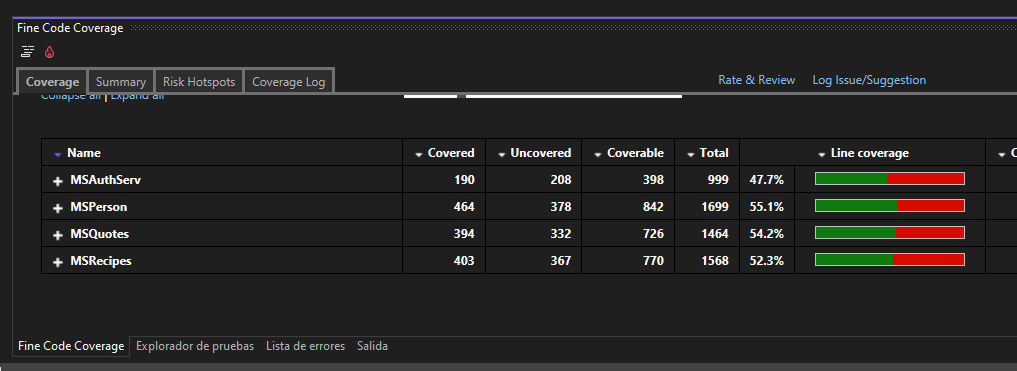 Fine Code Coverage
Coverage Summary Risk Hotspots Coverage Log Rate & Review Log Issue/Suggestion
Collapse all | Expand all
Name Covered Uncovered Coverable Total Line coverage C
MSAuthServ 190 208 398 999 47.7%
MSPerson 464 378 842 1699 55.1%
MSQuotes 394 332 726 1464 54.2%
MSRecipes 403 367 770 1568 52.3%
Fine Code Coverage Explorador de pruebas Lista de errores Salida